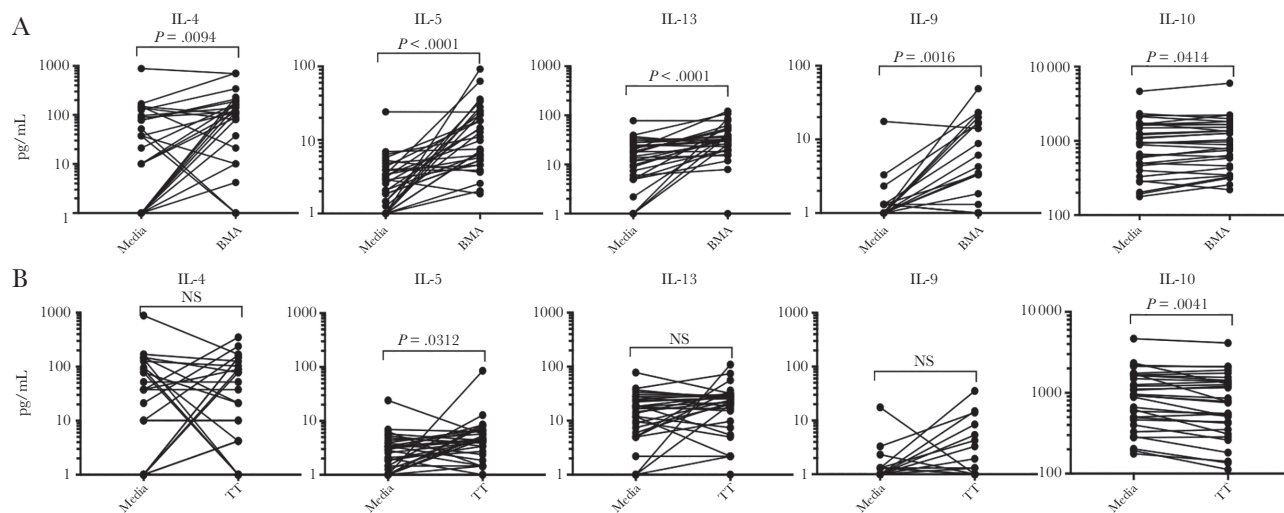 A
IL-4
IL-5
IL-13
IL-9
IL-10
P = .0094
P < .0001
P < .0001
P = .0016
P = .0414
pg/mL
1000
100
10
1
Media
BMA
100
10
1
Media
BMA
1000
100
10
1
Media
BMA
100
10
1
Media
BMA
10 000
1000
100
Media
BMA
B
IL-4
IL-5
IL-13
IL-9
IL-10
NS
P = .0312
NS
NS
P = .0041
pg/mL
1000
100
10
1
Media
TT
1000
100
10
1
Media
TT
1000
100
10
1
Media
TT
1000
100
10
1
Media
TT
10 000
1000
100
Media
TT